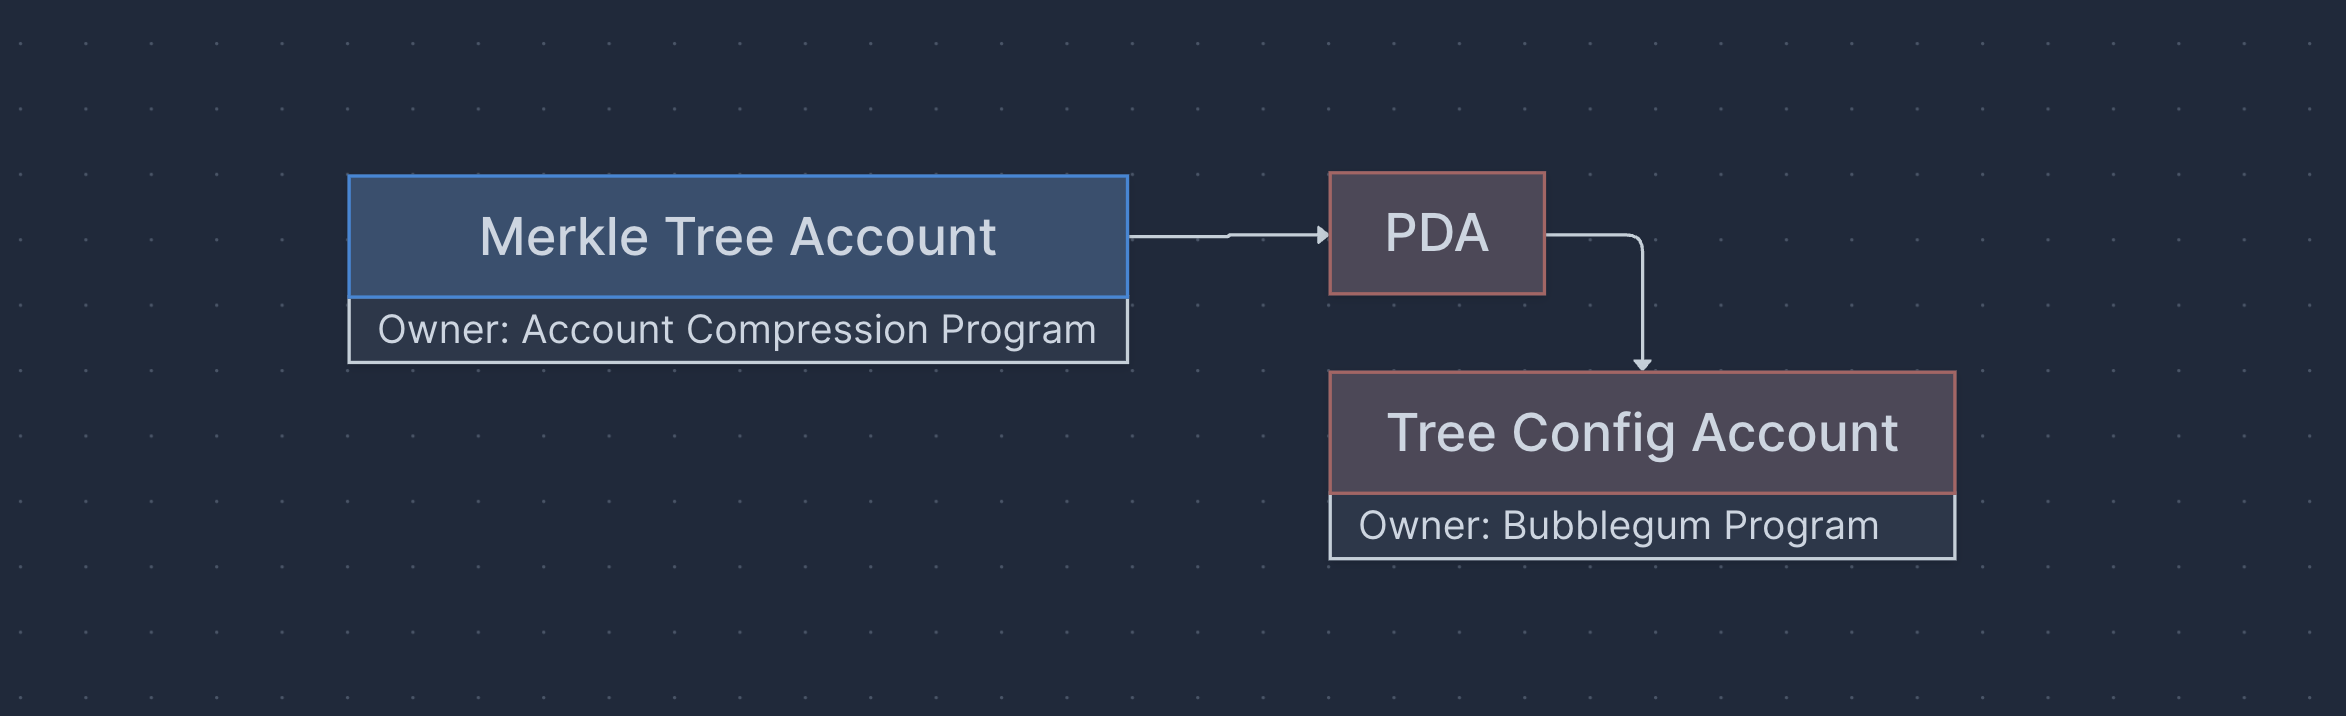 Merkle Tree Account
Owner: Account Compression Program
PDA
Tree Config Account
Owner: Bubblegum Program